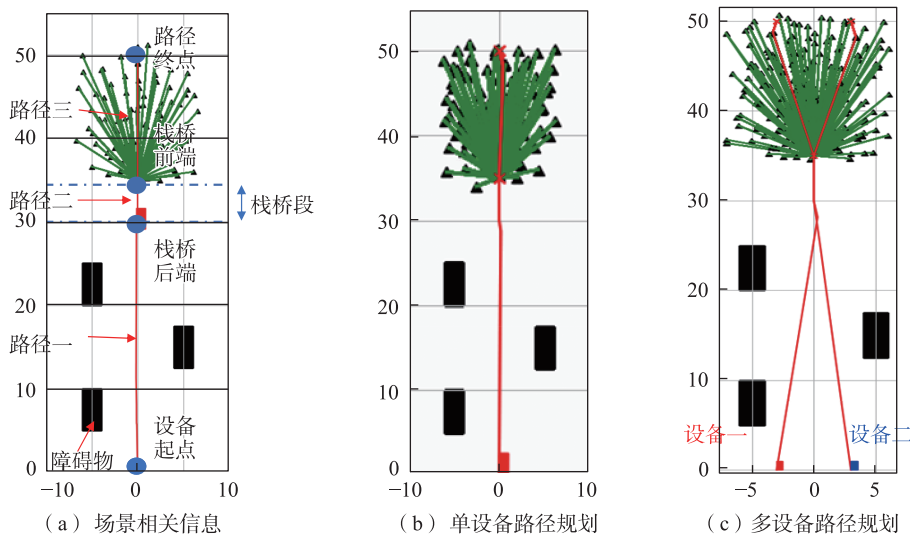 路径
终点
路径三
栈桥
前端
路径二
栈桥段
栈桥
后端
路径一
设备
起点
障碍物
50
40
30
20
10
0
−10
0
10
(a) 场景相关信息
50
40
30
20
10
0
−10
0
10
(b) 单设备路径规划
50
40
30
20
10
0
设备一
设备二
−5
0
5
(c) 多设备路径规划